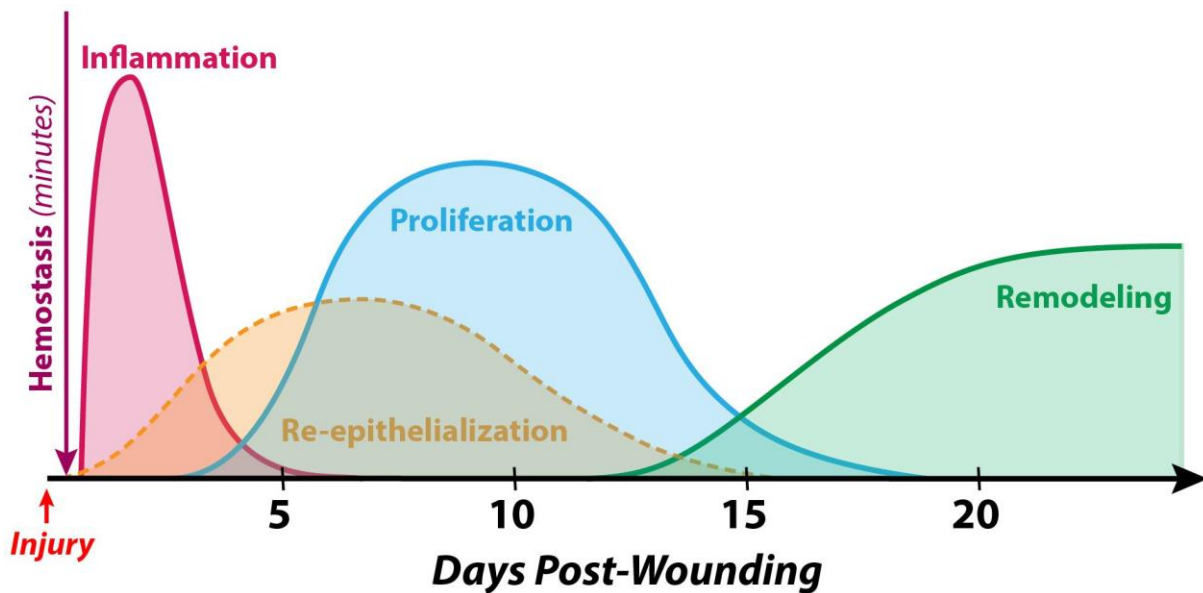 Hemostasis (minutes)
Inflammation
Proliferation
Remodeling
Re-epithelialization
5
10
15
20
Injury
Days Post-Wounding